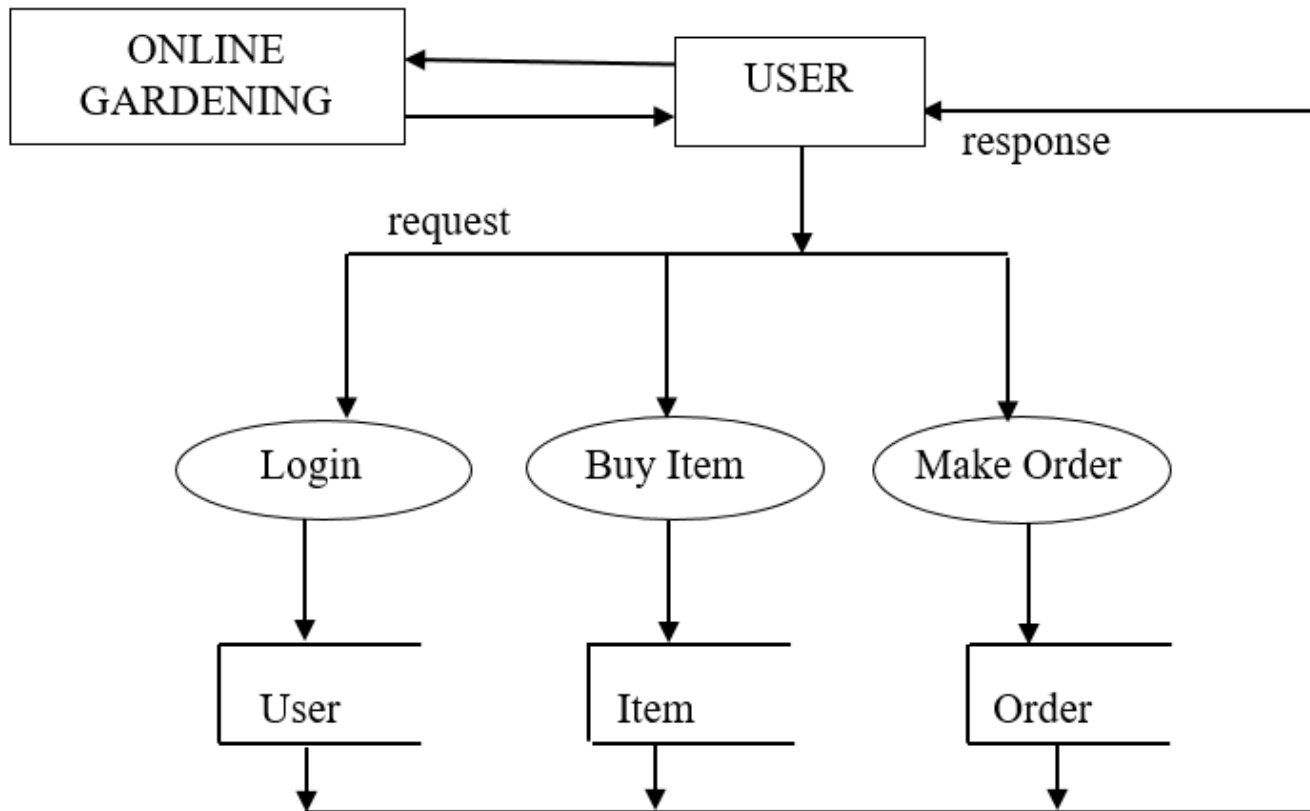 ONLINE
GARDENING
USER
response
request
Login
Buy Item
Make Order
User
Item
Order